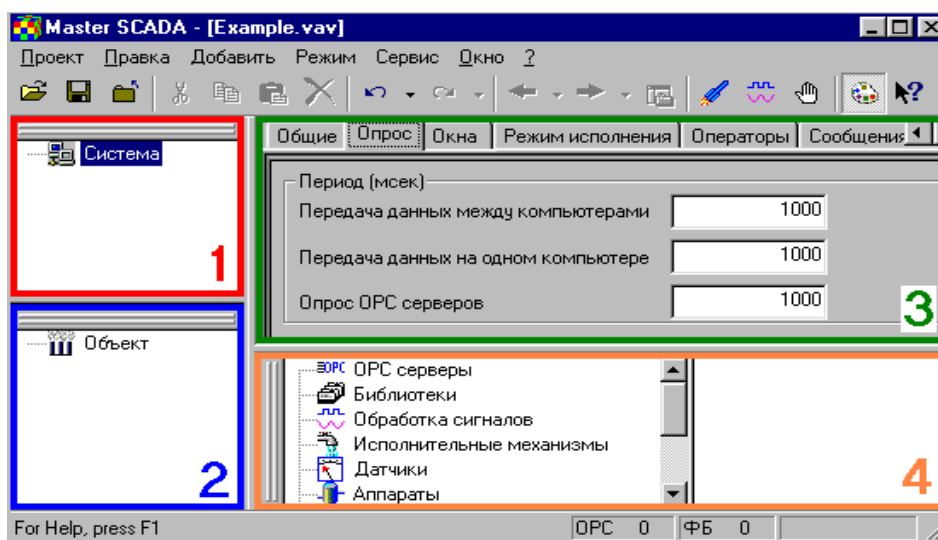 Master SCADA - [Example.vav]
Проект Правка Добавить Режим Сервис Окно ?
Система
1
Объект
2
Общие Опрос Окна Режим исполнения Операторы Сообщения
Период (мсек)
Передача данных между компьютерами 1000
Передача данных на одном компьютере 1000
Опрос OPC серверов 1000
3
OPC OPC серверы
Библиотеки
Обработка сигналов
Исполнительные механизмы
Датчики
Аппараты
4
For Help, press F1 OPC 0 ФБ 0